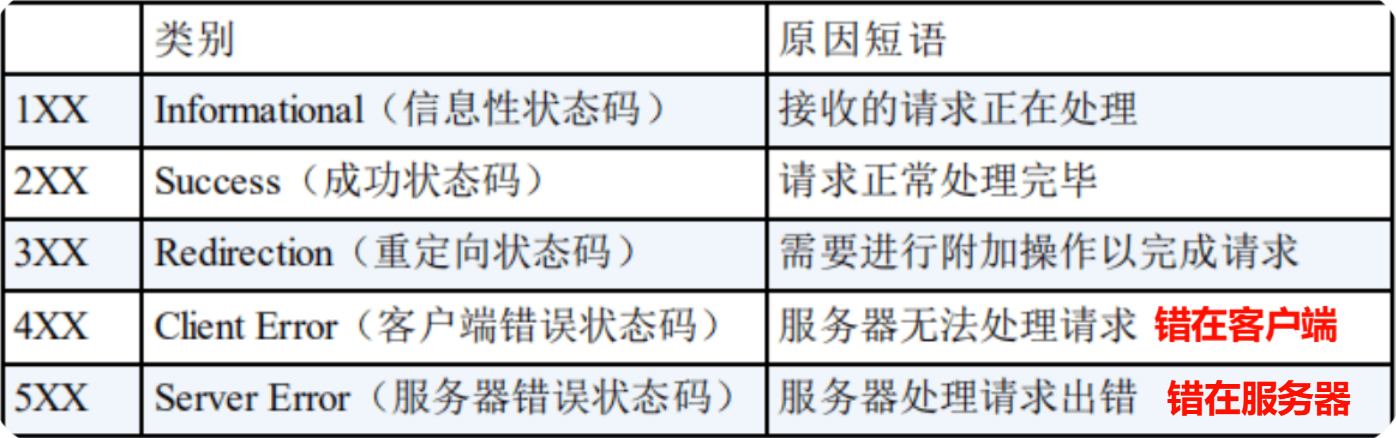 类别 原因短语
1XX Informational（信息性状态码） 接收的请求正在处理
2XX Success（成功状态码） 请求正常处理完毕
3XX Redirection（重定向状态码） 需要进行附加操作以完成请求
4XX Client Error（客户端错误状态码） 服务器无法处理请求 错在客户端
5XX Server Error（服务器错误状态码） 服务器处理请求出错 错在服务器